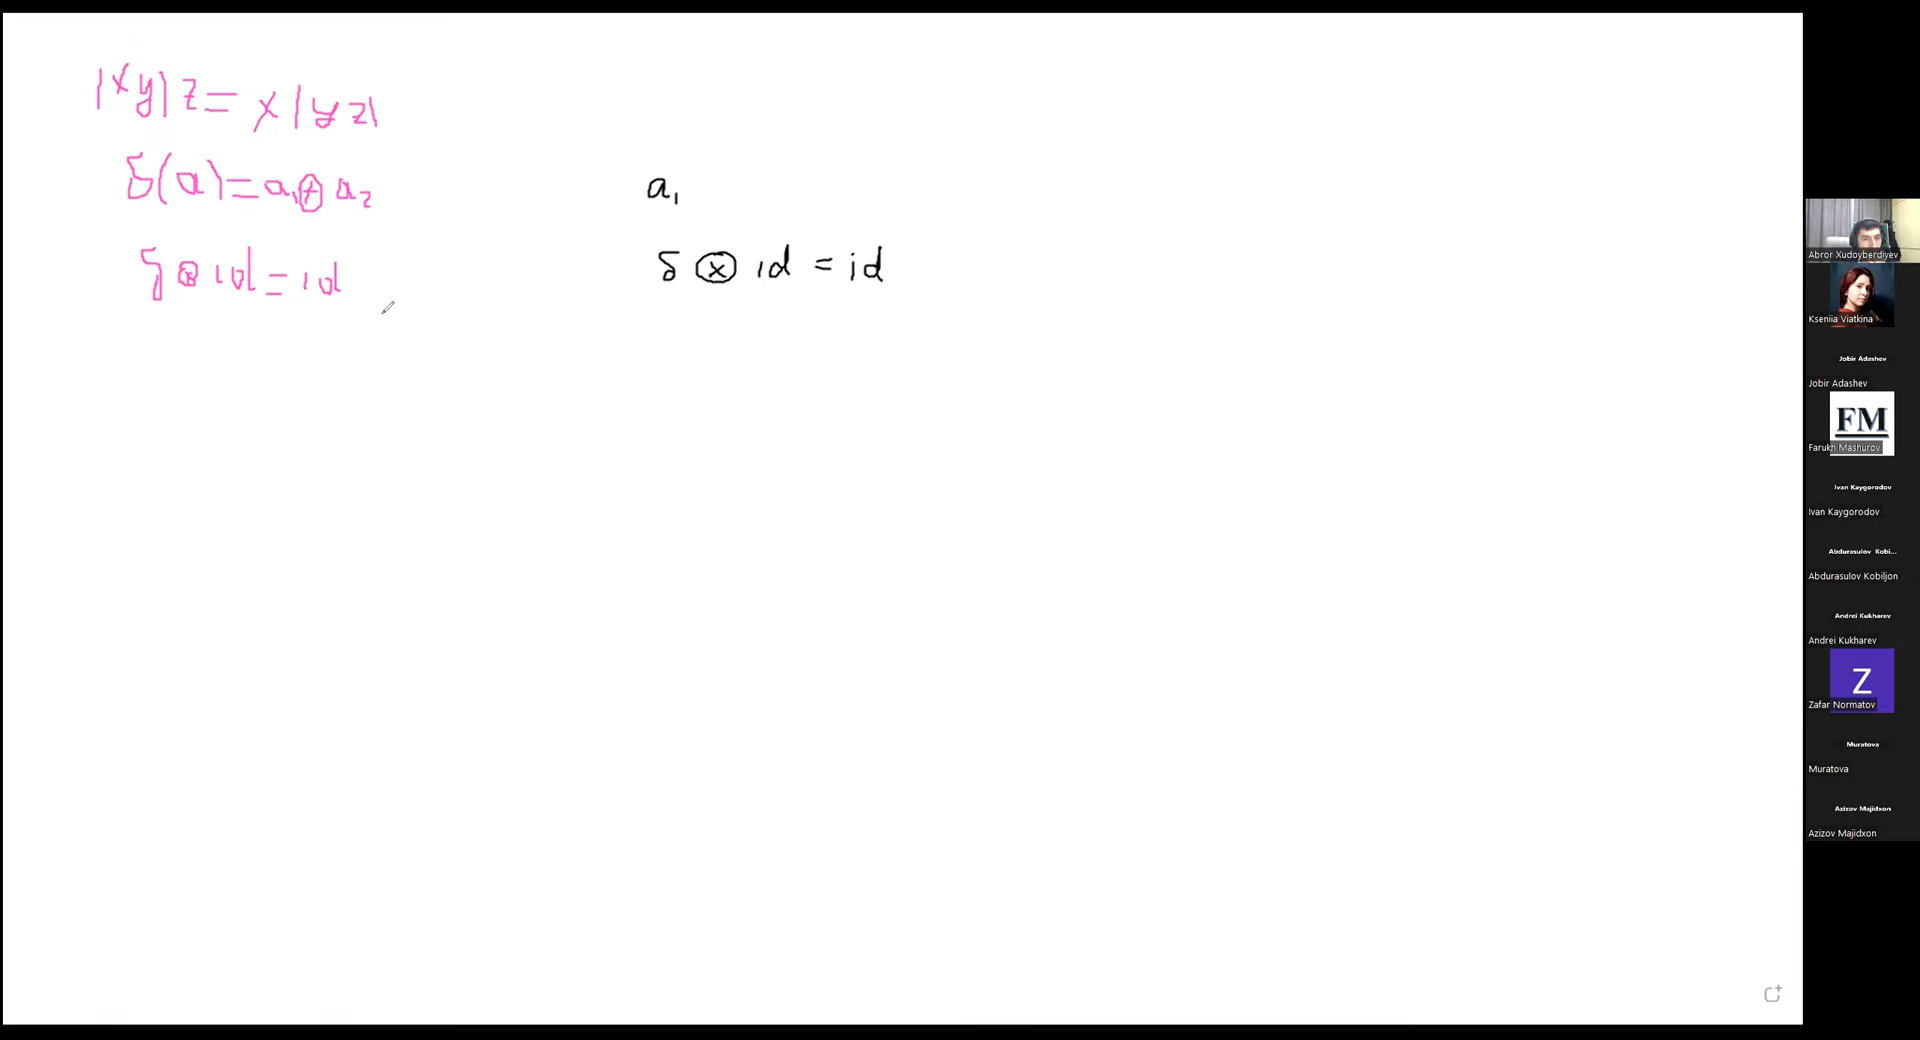 |xy|z = x|yz|
δ(a) = a₁⊕a₂
a₁
δ ⊗ id = id
δ ⊗ id = id
Abror Xudoyberdiyev
Kseniia Viatkina
Jobir Adashev
Jobir Adashev
FM
Farukh Mashurov
Ivan Kaygorodov
Ivan Kaygorodov
Abdurasulov Kobi...
Abdurasulov Kobiljon
Andrei Kukharev
Andrei Kukharev
Z
Zafar Normatov
Muratova
Muratova
Azizov Majidxon
Azizov Majidxon